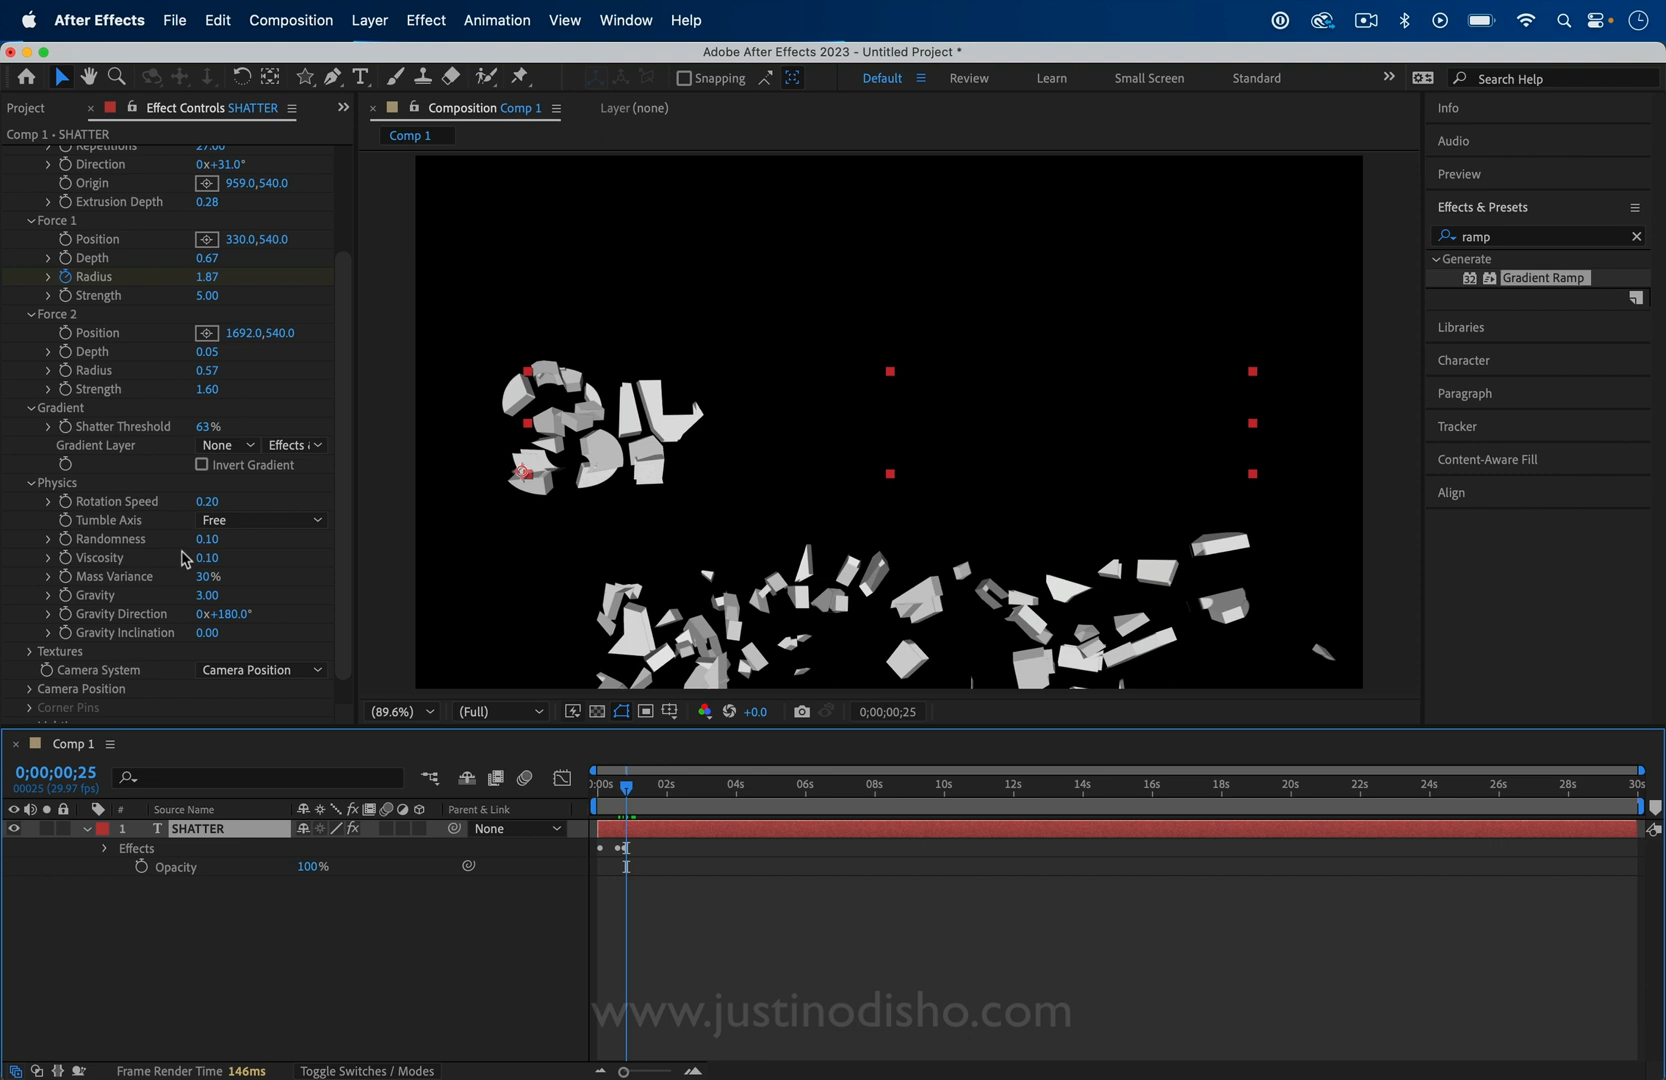 After Effects File Edit Composition Layer Effect Animation View Window Help
Adobe After Effects 2023 - Untitled Project *
Snapping Default Review Learn Small Screen Standard Search Help
Project Effect Controls SHATTER Composition Comp 1 Layer (none)
Comp 1 • SHATTER
Comp 1
Repetitions 27.00
Direction 0x+31.0°
Origin 959.0,540.0
Extrusion Depth 0.28
Force 1
Position 330.0,540.0
Depth 0.67
Radius 1.87
Strength 5.00
Force 2
Position 1692.0,540.0
Depth 0.05
Radius 0.57
Strength 1.60
Gradient
Shatter Threshold 63%
Gradient Layer None Effects
Invert Gradient
Physics
Rotation Speed 0.20
Tumble Axis Free
Randomness 0.10
Viscosity 0.10
Mass Variance 30%
Gravity 3.00
Gravity Direction 0x+180.0°
Gravity Inclination 0.00
Textures
Camera System Camera Position
Camera Position
Corner Pins
Info
Audio
Preview
Effects & Presets
ramp
Generate
32 Gradient Ramp
Libraries
Character
Paragraph
Tracker
Content-Aware Fill
Align
(89.6%) (Full) +0.0 0;00;00;25
Comp 1
0;00;00;25
00025 (29.97 fps)
:00s 02s 04s 06s 08s 10s 12s 14s 16s 18s 20s 22s 24s 26s 28s 30s
# Source Name fx Parent & Link
1 T SHATTER fx None
Effects
Opacity 100%
www.justinodisho.com
Frame Render Time 146ms Toggle Switches / Modes